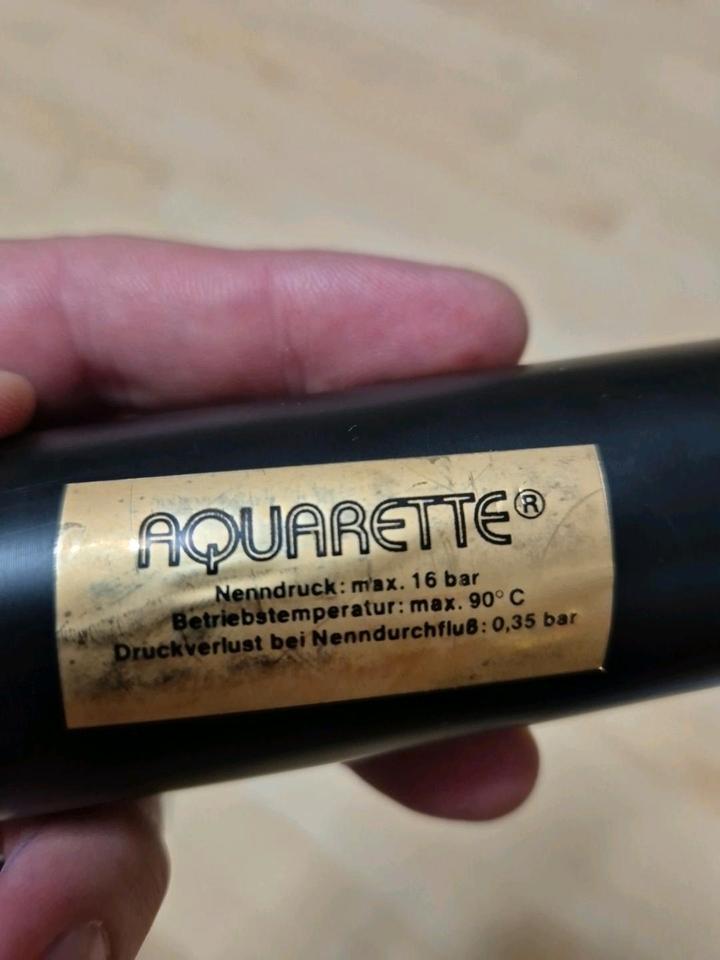 AQUARETTE®
Nenndruck: max. 16 bar
Betriebstemperatur: max. 90° C
Druckverlust bei Nenndurchfluß: 0,35 bar